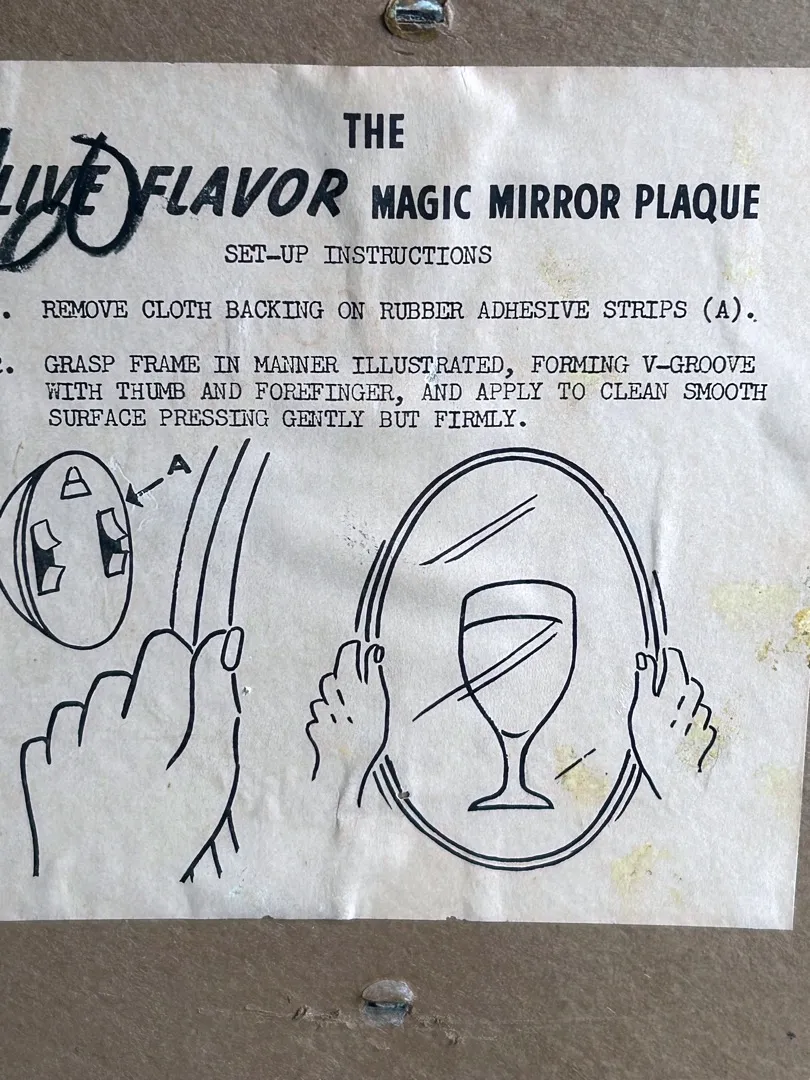 THE
LIVE FLAVOR MAGIC MIRROR PLAQUE
SET-UP INSTRUCTIONS
. REMOVE CLOTH BACKING ON RUBBER ADHESIVE STRIPS (A).
. GRASP FRAME IN MANNER ILLUSTRATED, FORMING V-GROOVE
WITH THUMB AND FOREFINGER, AND APPLY TO CLEAN SMOOTH
SURFACE PRESSING GENTLY BUT FIRMLY.
A